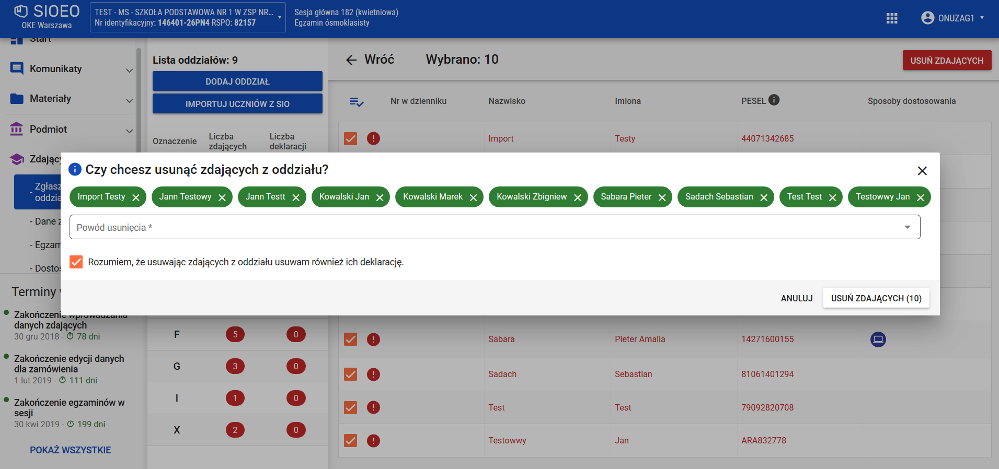 SIOEO
OKE Warszawa
TEST - MS - SZKOŁA PODSTAWOWA NR 1 W ZSP NR...
Nr identyfikacyjny: 146401-26PN4 RSPO: 82157
Sesja główna 182 (kwietniowa)
Egzamin ósmoklasisty
ONUZAG1
Start
Komunikaty
Materiały
Podmiot
Zdający
- Zgłasz
oddzia
- Dane z
- Egzam
- Dostos
Terminy
Zakończenie wprowadzania
danych zdających
30 gru 2018 - 78 dni
Zakończenie edycji danych
dla zamówienia
1 lut 2019 - 111 dni
Zakończenie egzaminów w
sesji
30 kwi 2019 - 199 dni
POKAŻ WSZYSTKIE
Lista oddziałów: 9
DODAJ ODDZIAŁ
IMPORTUJ UCZNIÓW Z SIO
Oznaczenie Liczba zdających Liczba deklaracji
F 5 0
G 3 0
I 1 0
X 2 0
Wróć Wybrano: 10
USUŃ ZDAJĄCYCH
Nr w dzienniku Nazwisko Imiona PESEL Sposoby dostosowania
Import Testy 44071342685
Czy chcesz usunąć zdających z oddziału?
Import Testy Jann Testowy Jann Testt Kowalski Jan Kowalski Marek Kowalski Zbigniew Sabara Pieter Sadach Sebastian Test Test Testowwy Jan
Powód usunięcia *
Rozumiem, że usuwając zdających z oddziału usuwam również ich deklarację.
ANULUJ USUŃ ZDAJĄCYCH (10)
Sabara Pieter Amalia 14271600155
Sadach Sebastian 81061401294
Test Test 79092820708
Testowwy Jan ARA832778